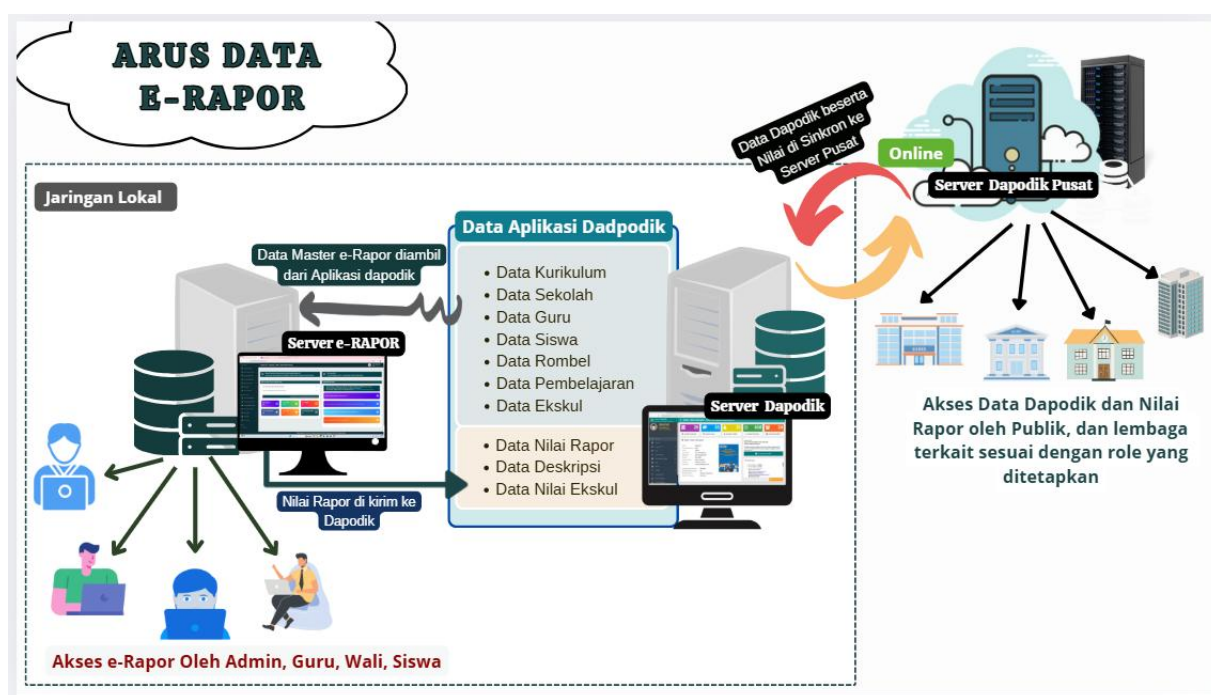 ARUS DATA
E-RAPOR
Data Dapodik beserta
Nilai di Sinkron ke
Server Pusat
Online
Server Dapodik Pusat
Jaringan Lokal
Data Aplikasi Dadpodik
Data Master e-Rapor diambil
dari Aplikasi dapodik
• Data Kurikulum
• Data Sekolah
• Data Guru
• Data Siswa
• Data Rombel
• Data Pembelajaran
• Data Ekskul
Server e-RAPOR
Server Dapodik
• Data Nilai Rapor
• Data Deskripsi
• Data Nilai Ekskul
Nilai Rapor di kirim ke
Dapodik
Akses Data Dapodik dan Nilai
Rapor oleh Publik, dan lembaga
terkait sesuai dengan role yang
ditetapkan
Akses e-Rapor Oleh Admin, Guru, Wali, Siswa